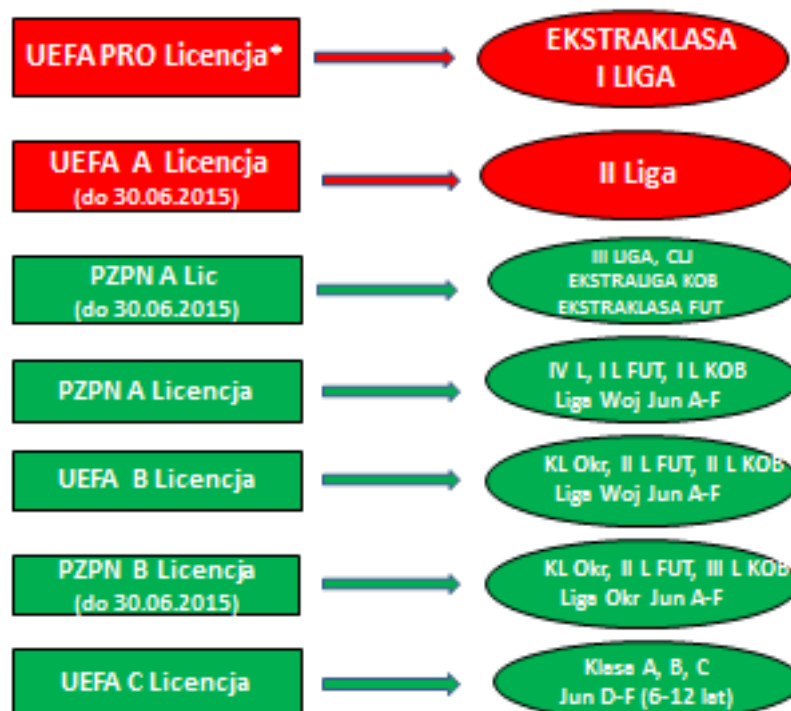 UEFA PRO Licencja*
EKSTRAKLASA
I LIGA
UEFA A Licencja
(do 30.06.2015)
II Liga
PZPN A Lic
(do 30.06.2015)
III LIGA, CLJ
EKSTRALIGA KOB
EKSTRAKLASA FUT
PZPN A Licencja
IV L, I L FUT, I L KOB
Liga Woj Jun A-F
UEFA B Licencja
KL Okr, II L FUT, II L KOB
Liga Woj Jun A-F
PZPN B Licencja
(do 30.06.2015)
KL Okr, II L FUT, III L KOB
Liga Okr Jun A-F
UEFA C Licencja
Klasa A, B, C
Jun D-F (6-12 lat)